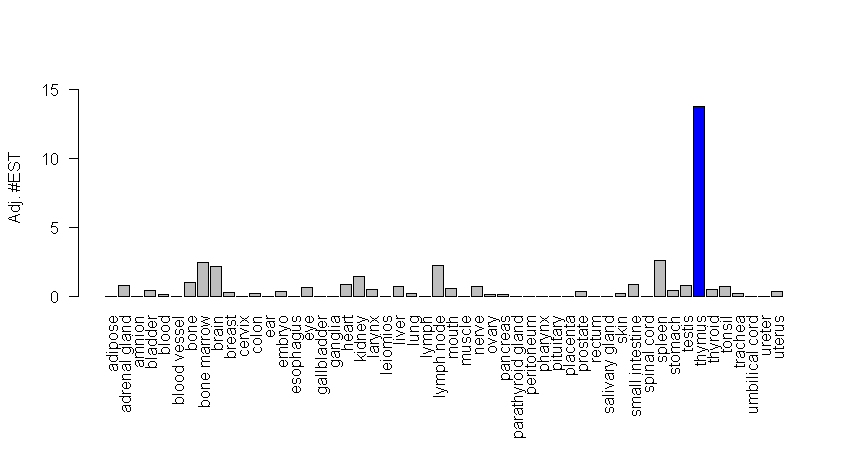 15
10
5
0
Adj. #EST
adipose
adrenal gland
amnion
bladder
blood
blood vessel
bone
bone marrow
brain
breast
cervix
colon
ear
embryo
esophagus
eye
gallbladder
ganglia
heart
kidney
larynx
leiomios
liver
lung
lymph
lymph node
mouth
muscle
nerve
ovary
pancreas
parathyroid gland
peritoneum
pharynx
pituitary
placenta
prostate
rectum
salivary gland
skin
small intestine
spinal cord
spleen
stomach
testis
thymus
thyroid
tonsil
trachea
umbilical cord
ureter
uterus